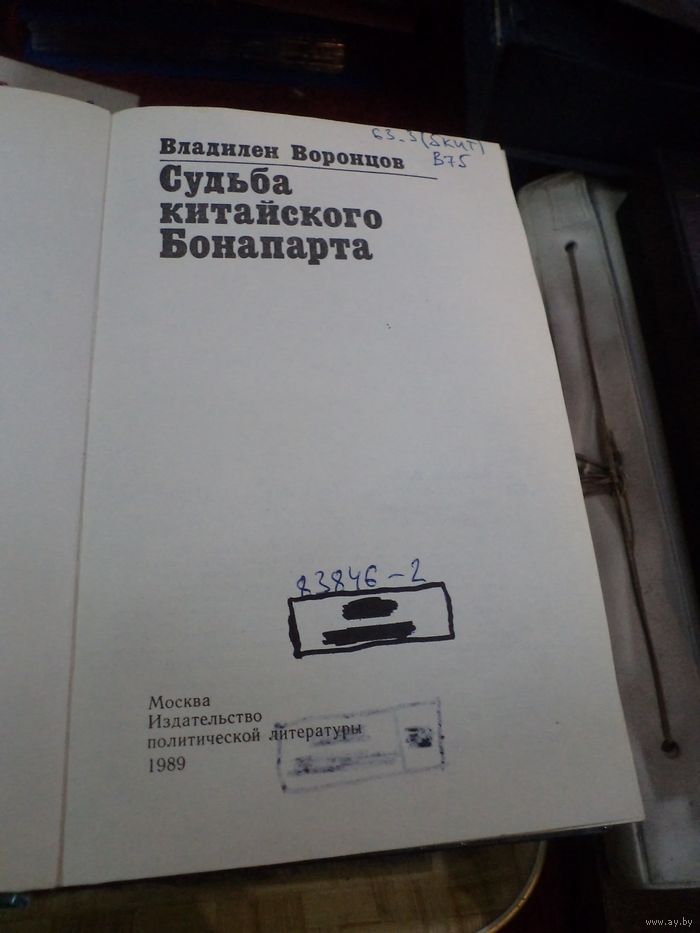 63.3(5КИТ)
В75
Владилен Воронцов
Судьба
китайского
Бонапарта
83846-2
Москва
Издательство
политической литературы
1989
www.ay.by